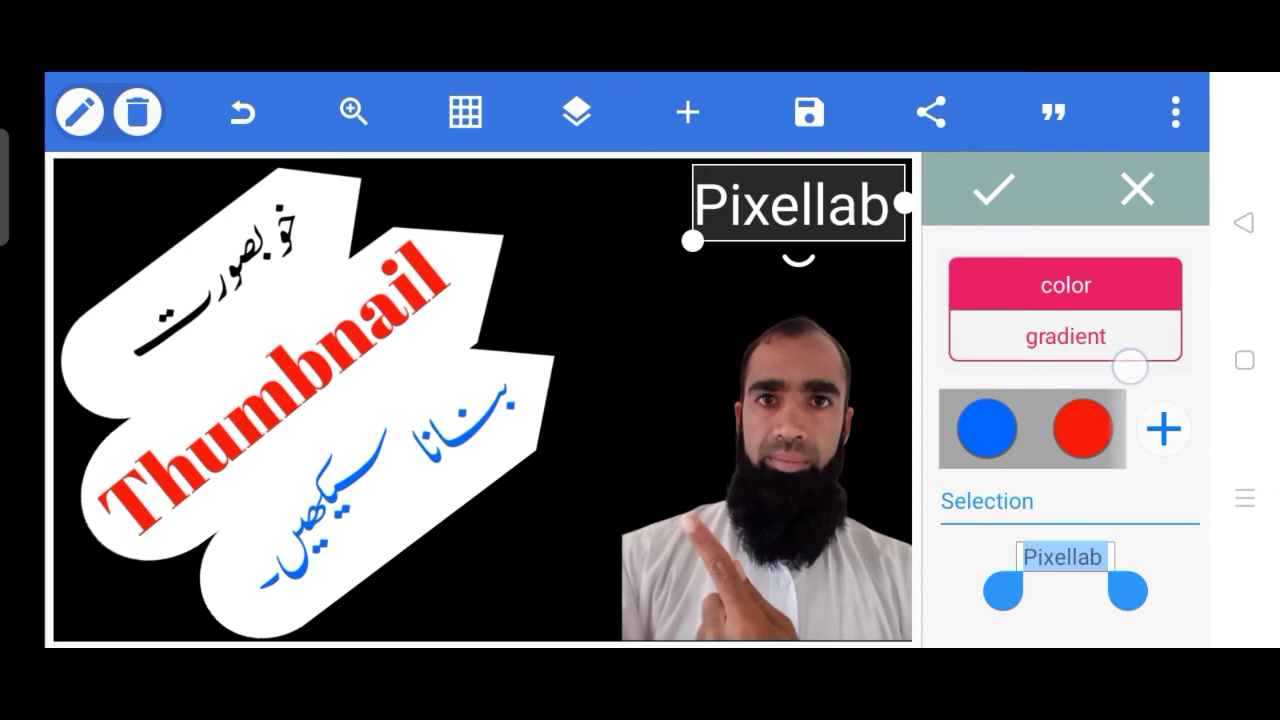 Pixellab
خوبصورت
Thumbnail
بنانا سیکھیں۔
color
gradient
Selection
Pixellab